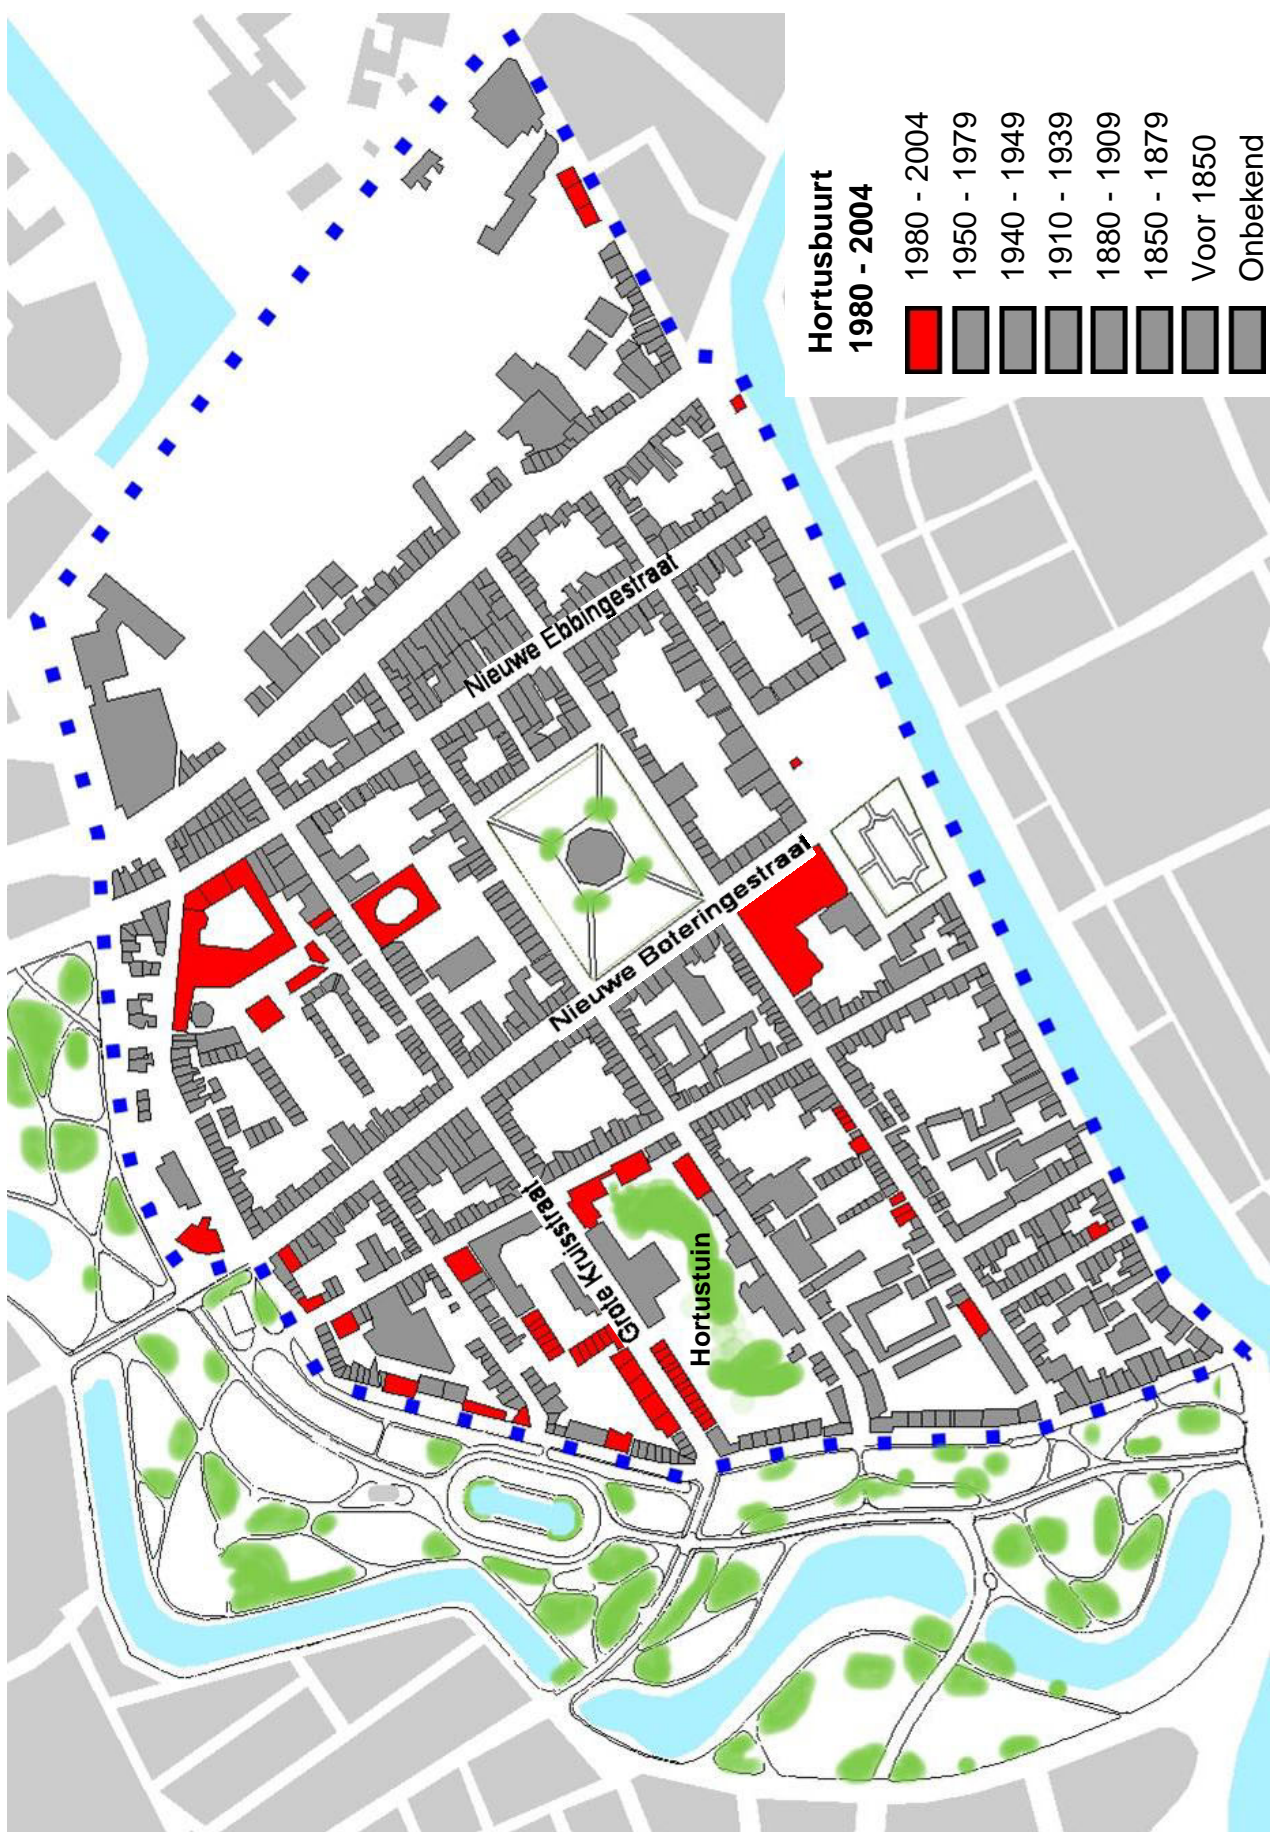 Hortusbuurt
1980 - 2004
1980 - 2004
1950 - 1979
1940 - 1949
1910 - 1939
1880 - 1909
1850 - 1879
Voor 1850
Onbekend
Nieuwe Ebbingestraat
Nieuwe Boteringestraat
Grote Kruisstraat
Hortustuin